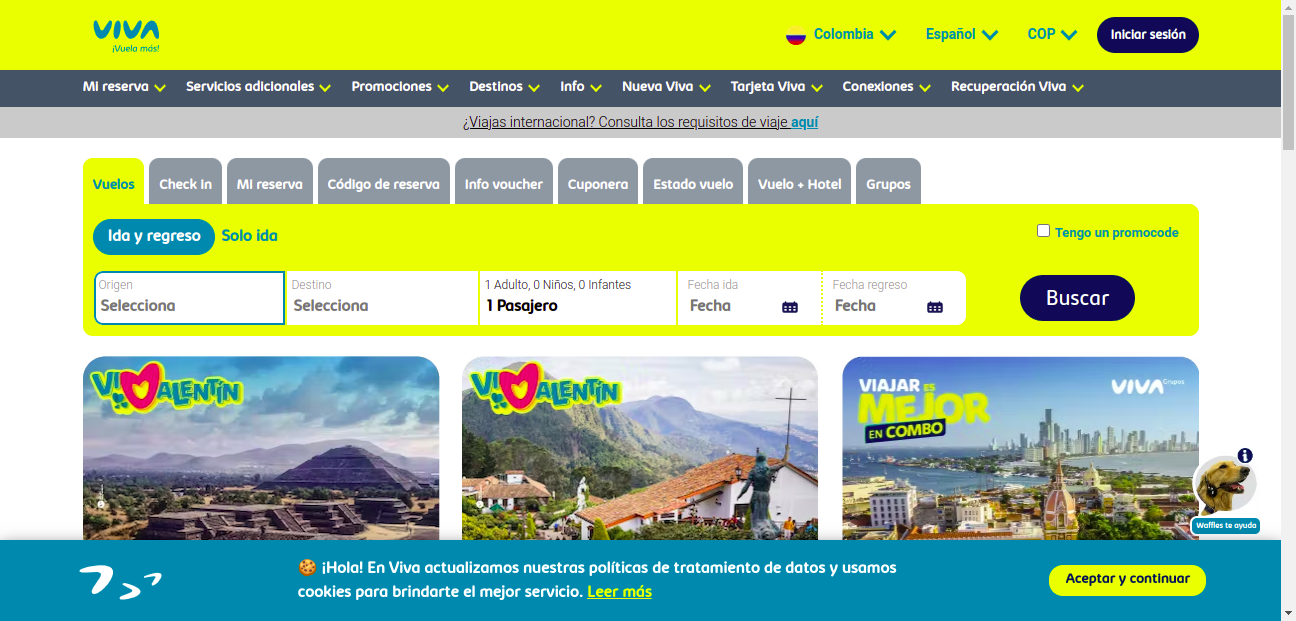 VIVA
¡Vuela más!
Colombia
Español
COP
Iniciar sesión
Mi reserva
Servicios adicionales
Promociones
Destinos
Info
Nueva Viva
Tarjeta Viva
Conexiones
Recuperación Viva
¿Viajas internacional? Consulta los requisitos de viaje aquí
Vuelos
Check In
Mi reserva
Código de reserva
Info voucher
Cuponera
Estado vuelo
Vuelo + Hotel
Grupos
Ida y regreso
Solo ida
Tengo un promocode
Origen
Selecciona
Destino
Selecciona
1 Adulto, 0 Niños, 0 Infantes
1 Pasajero
Fecha ida
Fecha
Fecha regreso
Fecha
Buscar
VIVALENTÍN
VIVALENTÍN
VIAJAR ES
MEJOR
EN COMBO
VIVA Grupos
i
Waffles te ayuda
🍪 ¡Hola! En Viva actualizamos nuestras políticas de tratamiento de datos y usamos
cookies para brindarte el mejor servicio. Leer más
Aceptar y continuar